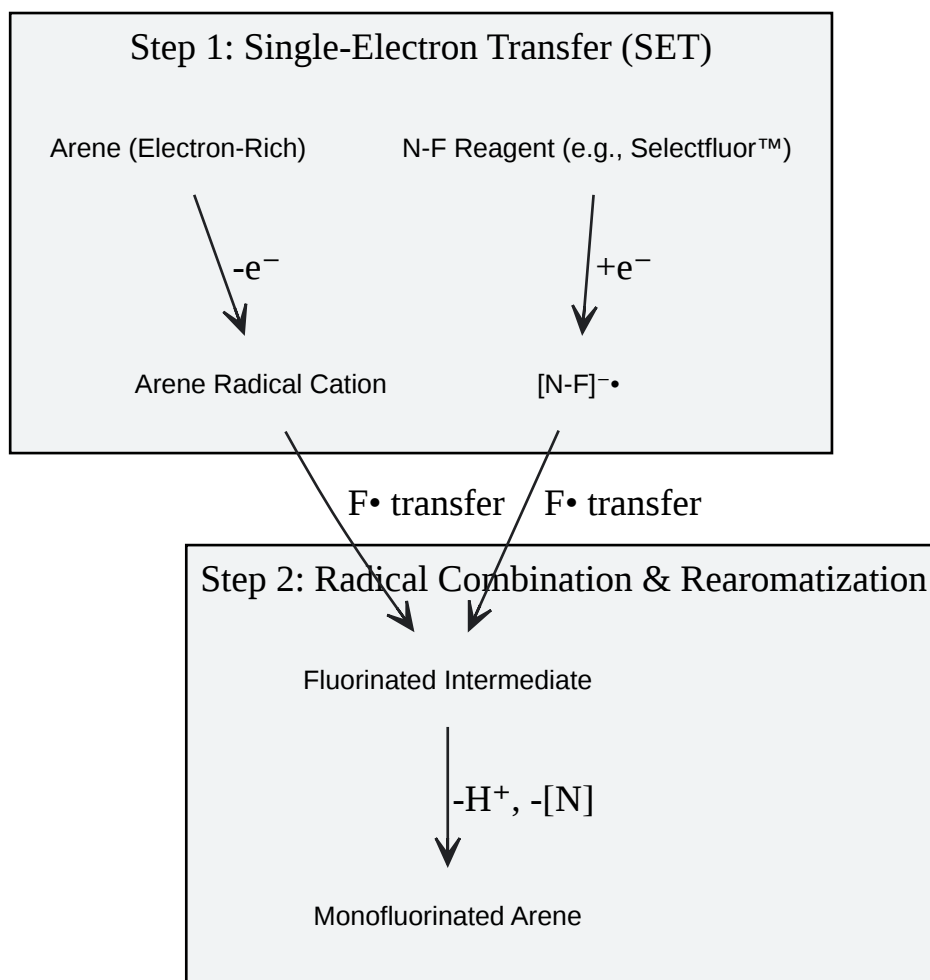 Step 1: Single-Electron Transfer (SET)
Arene (Electron-Rich)
N-F Reagent (e.g., Selectfluor™)
-e⁻
+e⁻
Arene Radical Cation
[N-F]⁻•
F• transfer
F• transfer
Step 2: Radical Combination & Rearomatization
Fluorinated Intermediate
-H⁺, -[N]
Monofluorinated Arene